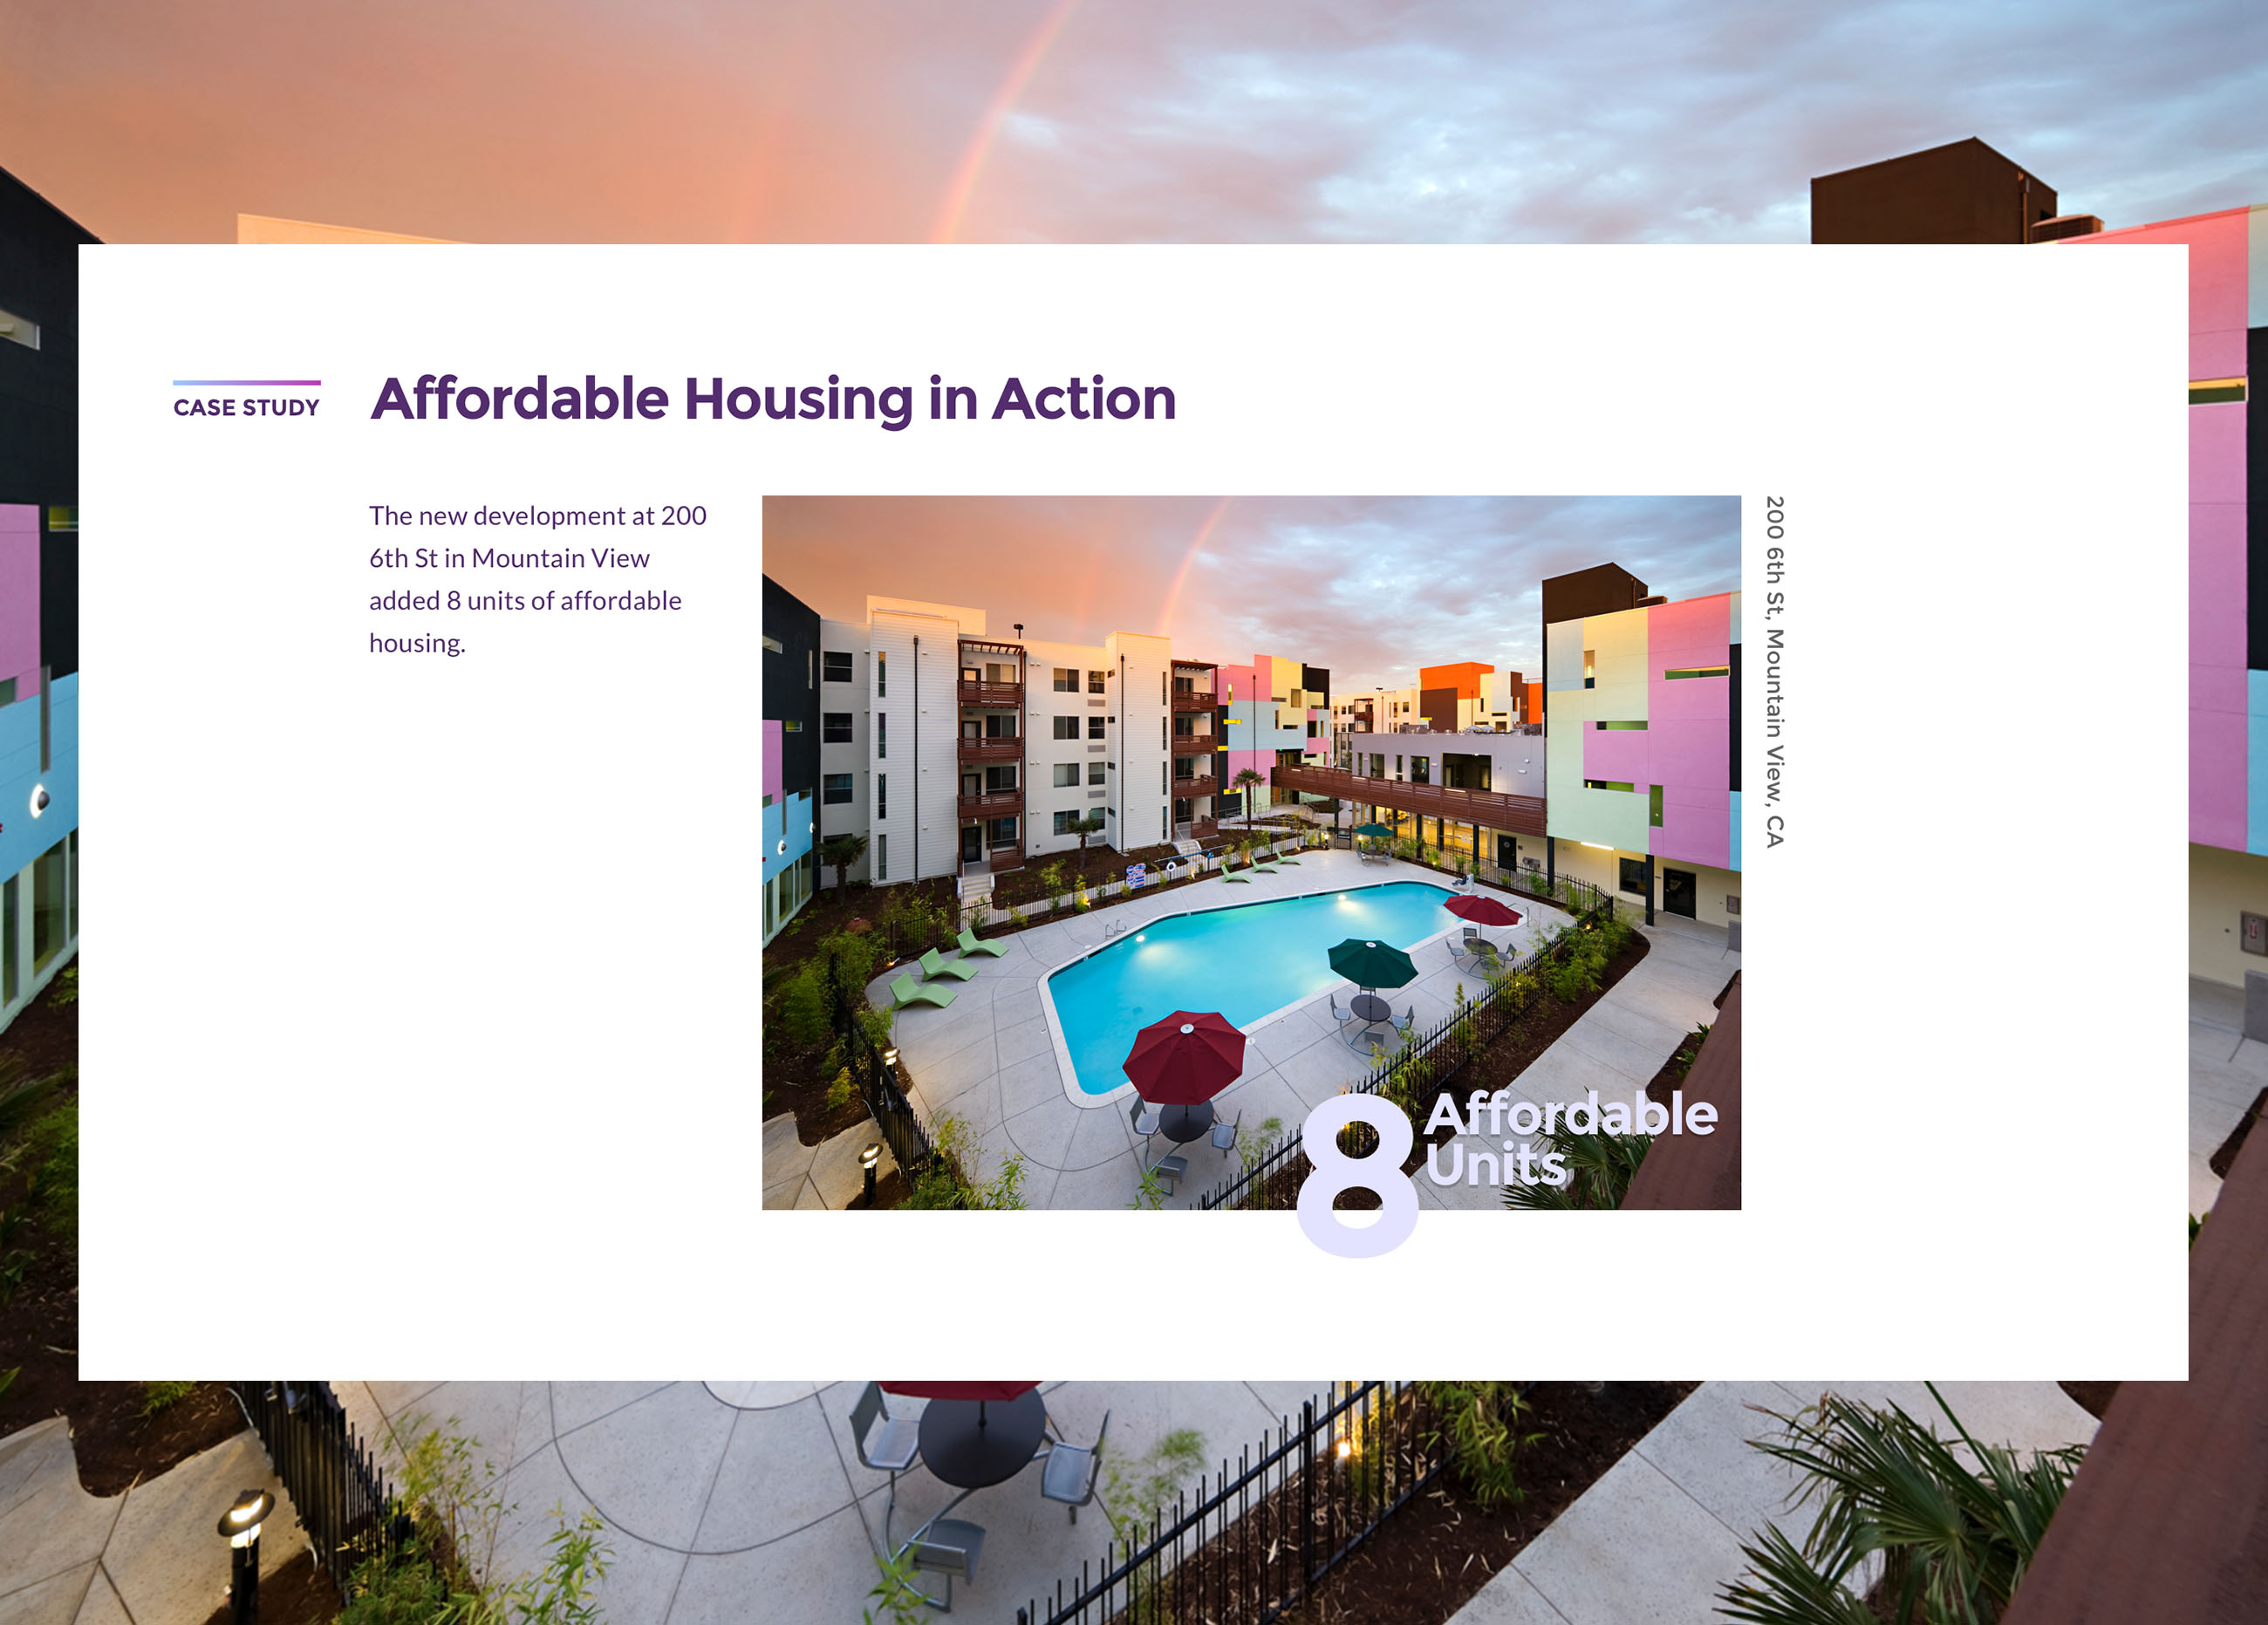 CASE STUDY
Affordable Housing in Action
The new development at 200
6th St in Mountain View
added 8 units of affordable
housing.
200 6th St, Mountain View, CA
8
Affordable
Units